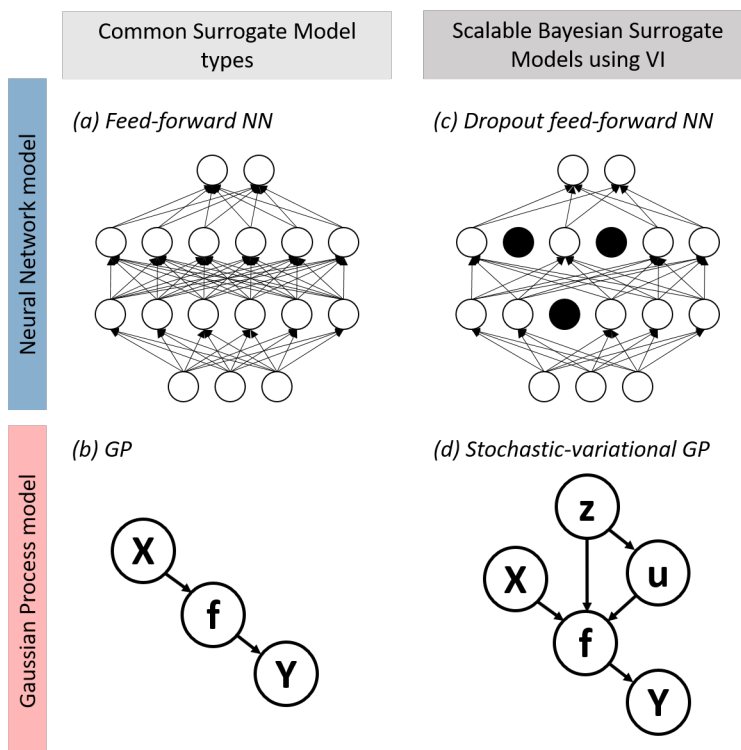 Common Surrogate Model
types
Scalable Bayesian Surrogate
Models using VI
Neural Network model
(a) Feed-forward NN
(c) Dropout feed-forward NN
Gaussian Process model
(b) GP
X
f
Y
(d) Stochastic-variational GP
z
X
u
f
Y